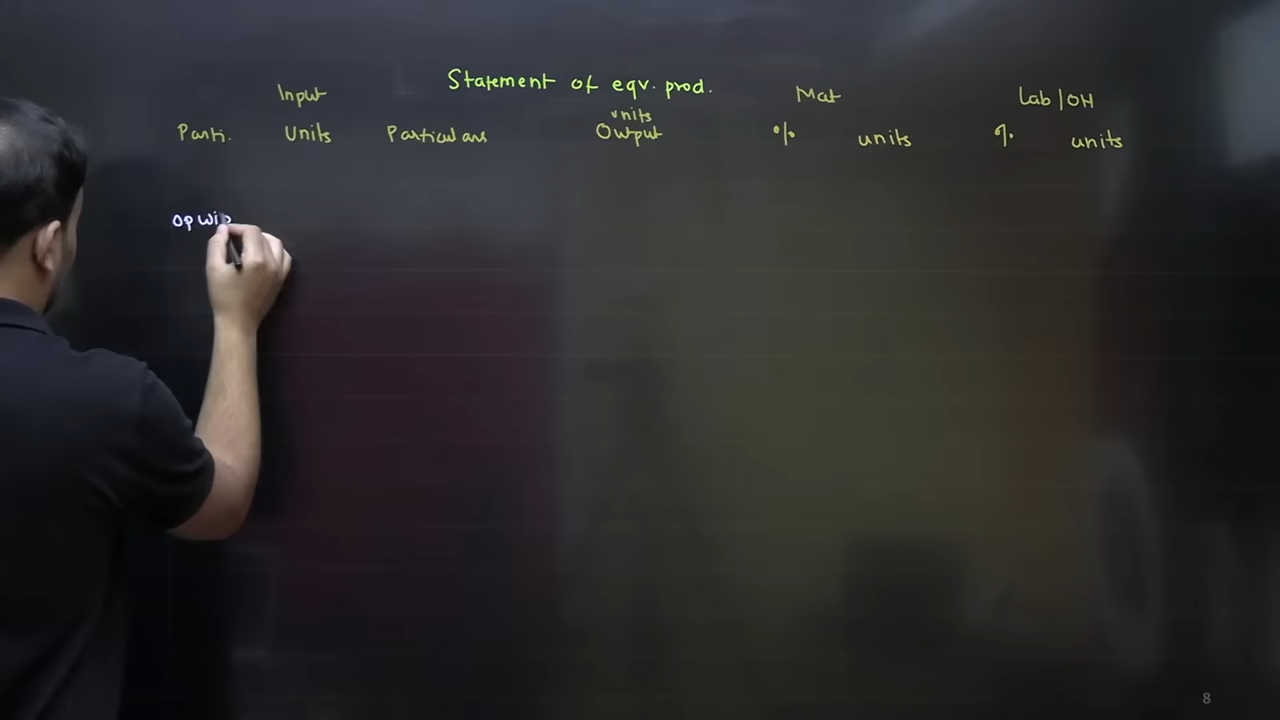 Statement of eqv. prod.
Input Mat Lab/OH
Parti. Units Particulars units Output % units % units
Op Wip
8